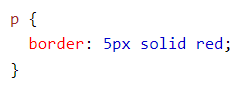 p {
  border: 5px solid red;
}